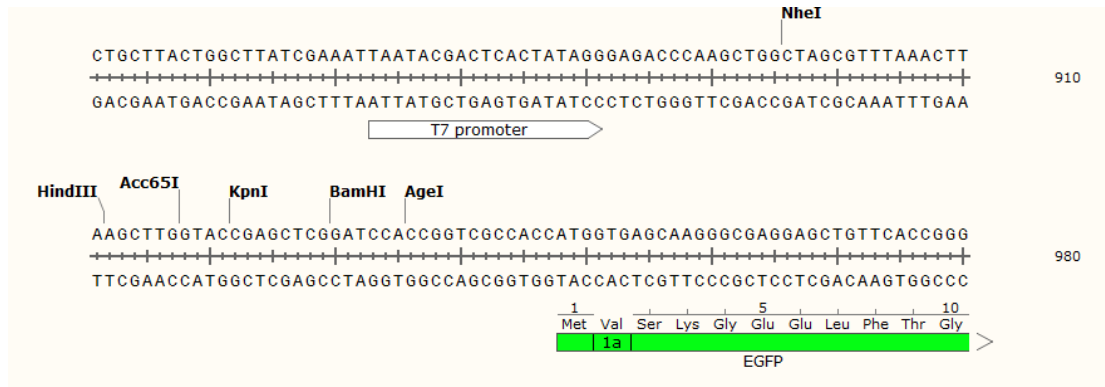 NheI
CTGCTTACTGGCTTATCGAAATTAATACGACTCACTATAGGGAGACCCAAGCTGGCTAGCGTTTAAACTT
910
GACGAATGACCGAATAGCTTTAATTATGCTGAGTGATATCCCTCTGGGTTCGACCGATCGCAAATTTGAA
T7 promoter
HindIII Acc65I KpnI BamHI AgeI
AAGCTTGGTACCGAGCTCGGATCCACCGGTCGCCACCATGGTGAGCAAGGGCGAGGAGCTGTTCACCGGG
980
TTCGAACCATGGCTCGAGCCTAGGTGGCCAGCGGTGGTACCACTCGTTCCCGCTCCTCGACAAGTGGCCC
1 5 10
Met Val Ser Lys Gly Glu Glu Leu Phe Thr Gly
1a
EGFP